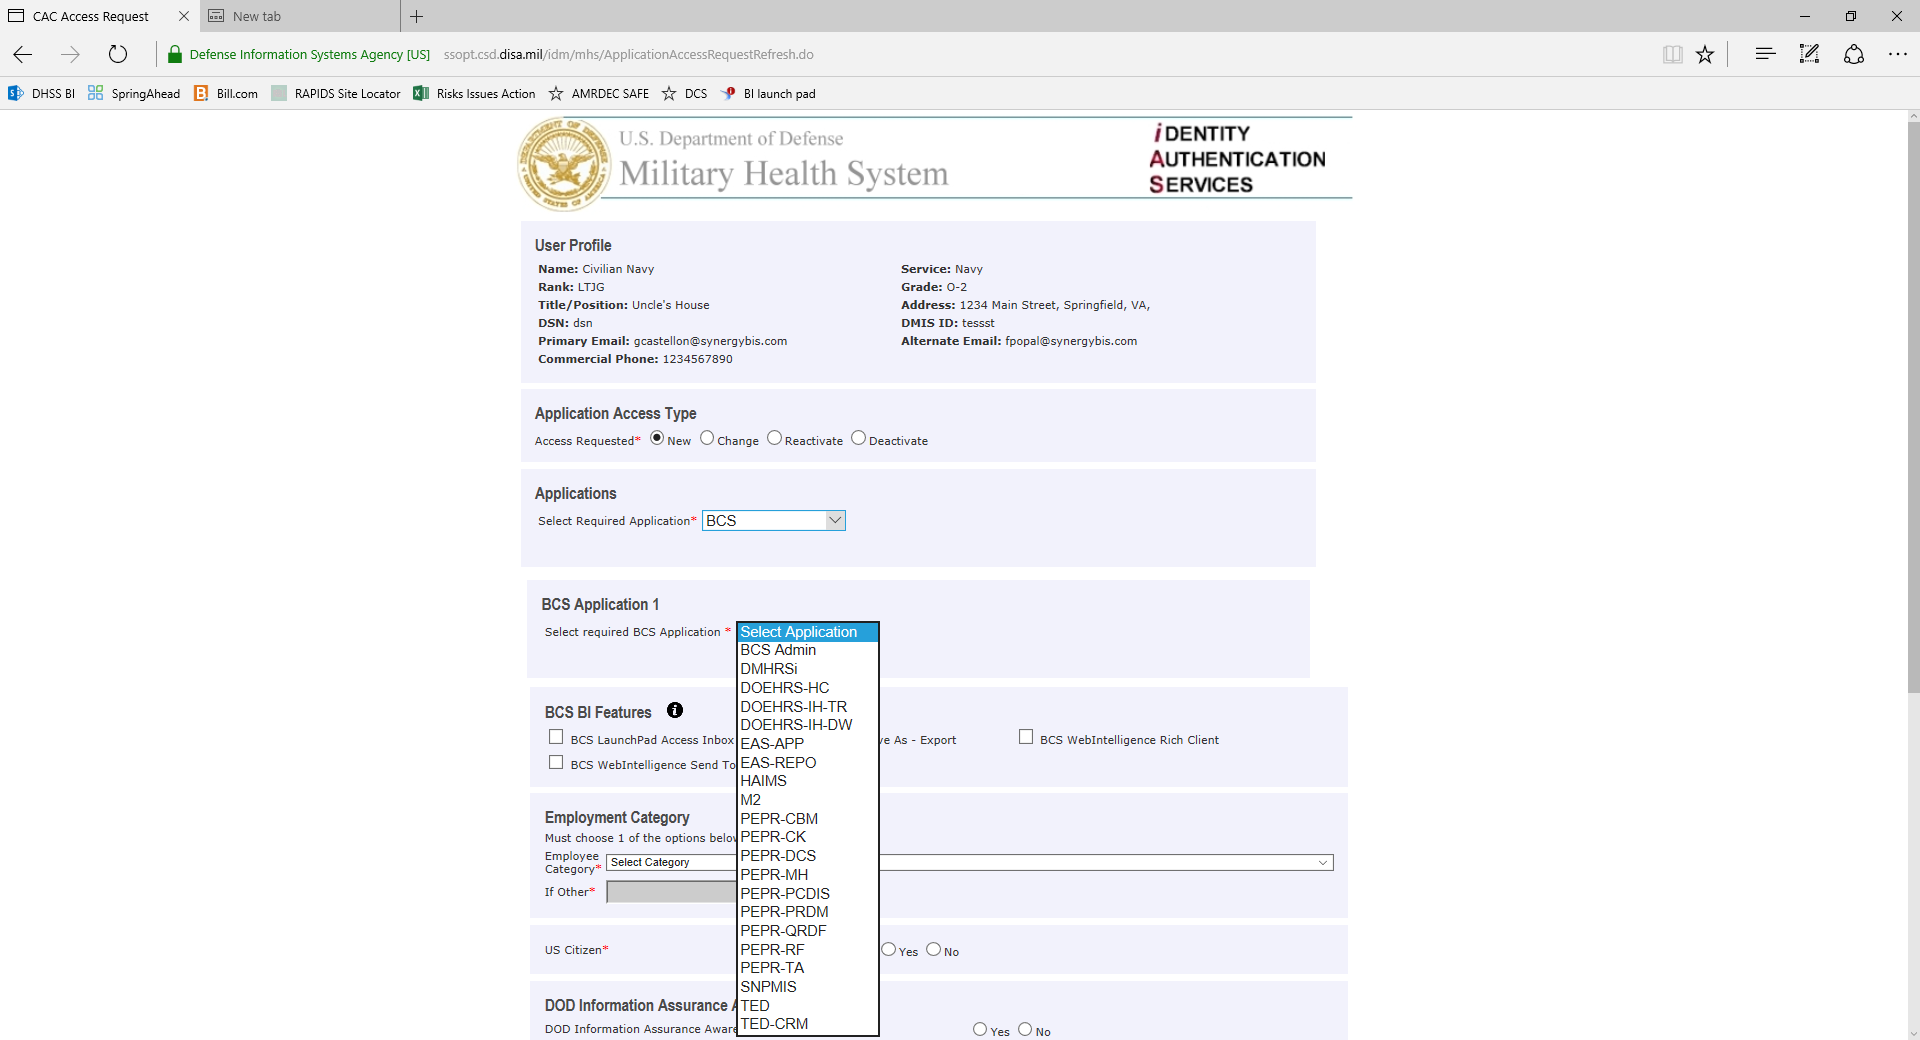 CAC Access Request
New tab
Defense Information Systems Agency [US] ssopt.csd.disa.mil/idm/mhs/ApplicationAccessRequestRefresh.do
DHSS BI SpringAhead Bill.com RAPIDS Site Locator Risks Issues Action AMRDEC SAFE DCS BI launch pad
U.S. Department of Defense
Military Health System
iDENTITY
AUTHENTICATION
SERVICES
User Profile
Name: Civilian Navy Service: Navy
Rank: LTJG Grade: O-2
Title/Position: Uncle's House Address: 1234 Main Street, Springfield, VA,
DSN: dsn DMIS ID: tessst
Primary Email: gcastellon@synergybis.com Alternate Email: fpopal@synergybis.com
Commercial Phone: 1234567890
Application Access Type
Access Requested* New Change Reactivate Deactivate
Applications
Select Required Application* BCS
BCS Application 1
Select required BCS Application * Select Application
BCS Admin
DMHRSi
DOEHRS-HC
DOEHRS-IH-TR
DOEHRS-IH-DW
EAS-APP
EAS-REPO
HAIMS
M2
PEPR-CBM
PEPR-CK
PEPR-DCS
PEPR-MH
PEPR-PCDIS
PEPR-PRDM
PEPR-QRDF
PEPR-RF
PEPR-TA
SNPMIS
TED
TED-CRM
BCS BI Features
BCS LaunchPad Access Inbox ve As - Export BCS WebIntelligence Rich Client
BCS WebIntelligence Send To
Employment Category
Must choose 1 of the options below
Employee
Category* Select Category
If Other*
US Citizen* Yes No
DOD Information Assurance A
DOD Information Assurance Aware Yes No